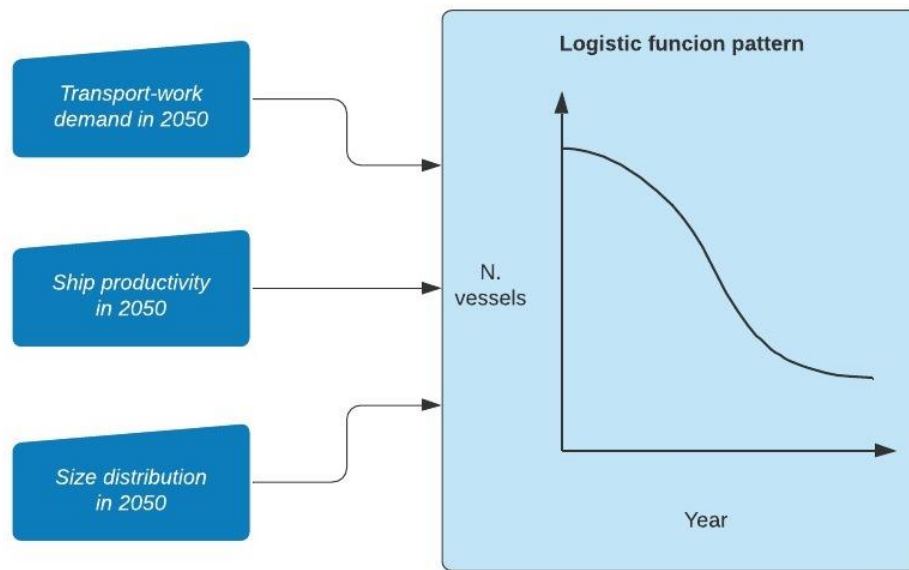 Transport-work
demand in 2050
Ship productivity
in 2050
Size distribution
in 2050
Logistic funcion pattern
N.
vessels
Year